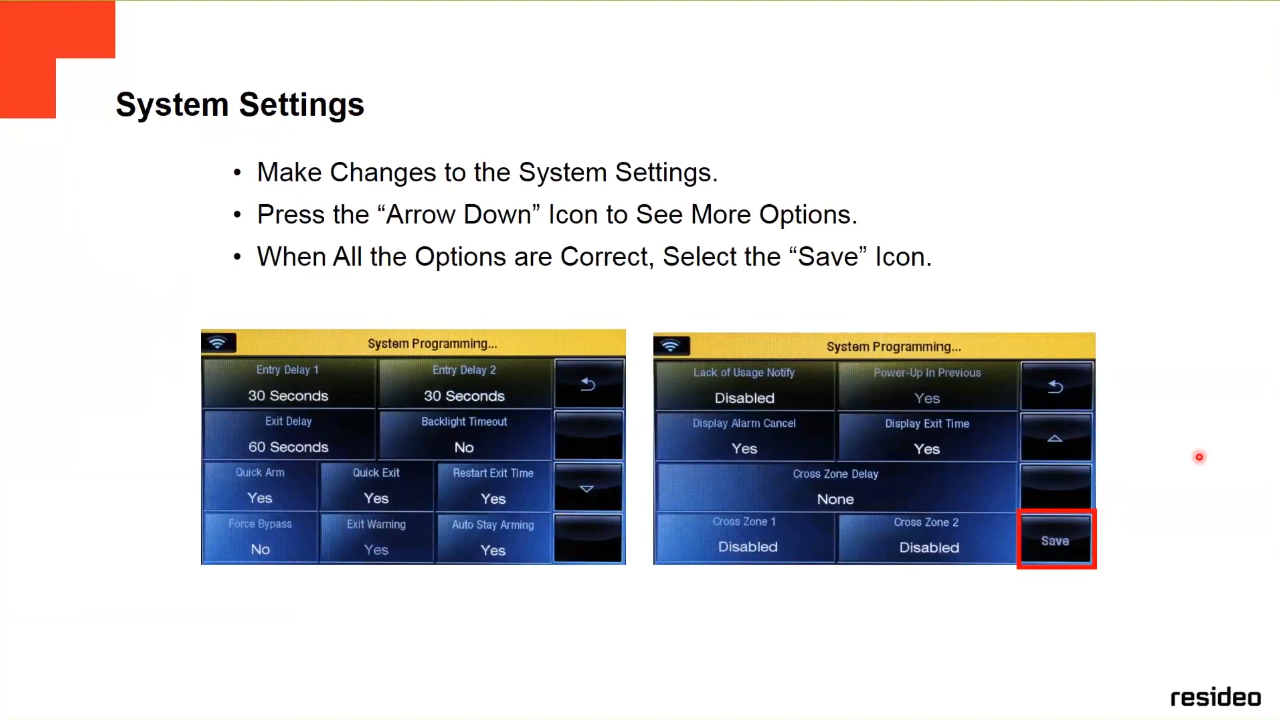 System Settings
• Make Changes to the System Settings.
• Press the “Arrow Down” Icon to See More Options.
• When All the Options are Correct, Select the “Save” Icon.
System Programming...
Entry Delay 1
30 Seconds
Entry Delay 2
30 Seconds
Exit Delay
60 Seconds
Backlight Timeout
No
Quick Arm
Yes
Quick Exit
Yes
Restart Exit Time
Yes
Force Bypass
No
Exit Warning
Yes
Auto Stay Arming
Yes
System Programming...
Lack of Usage Notify
Disabled
Power-Up In Previous
Yes
Display Alarm Cancel
Yes
Display Exit Time
Yes
Cross Zone Delay
None
Cross Zone 1
Disabled
Cross Zone 2
Disabled
Save
resideo